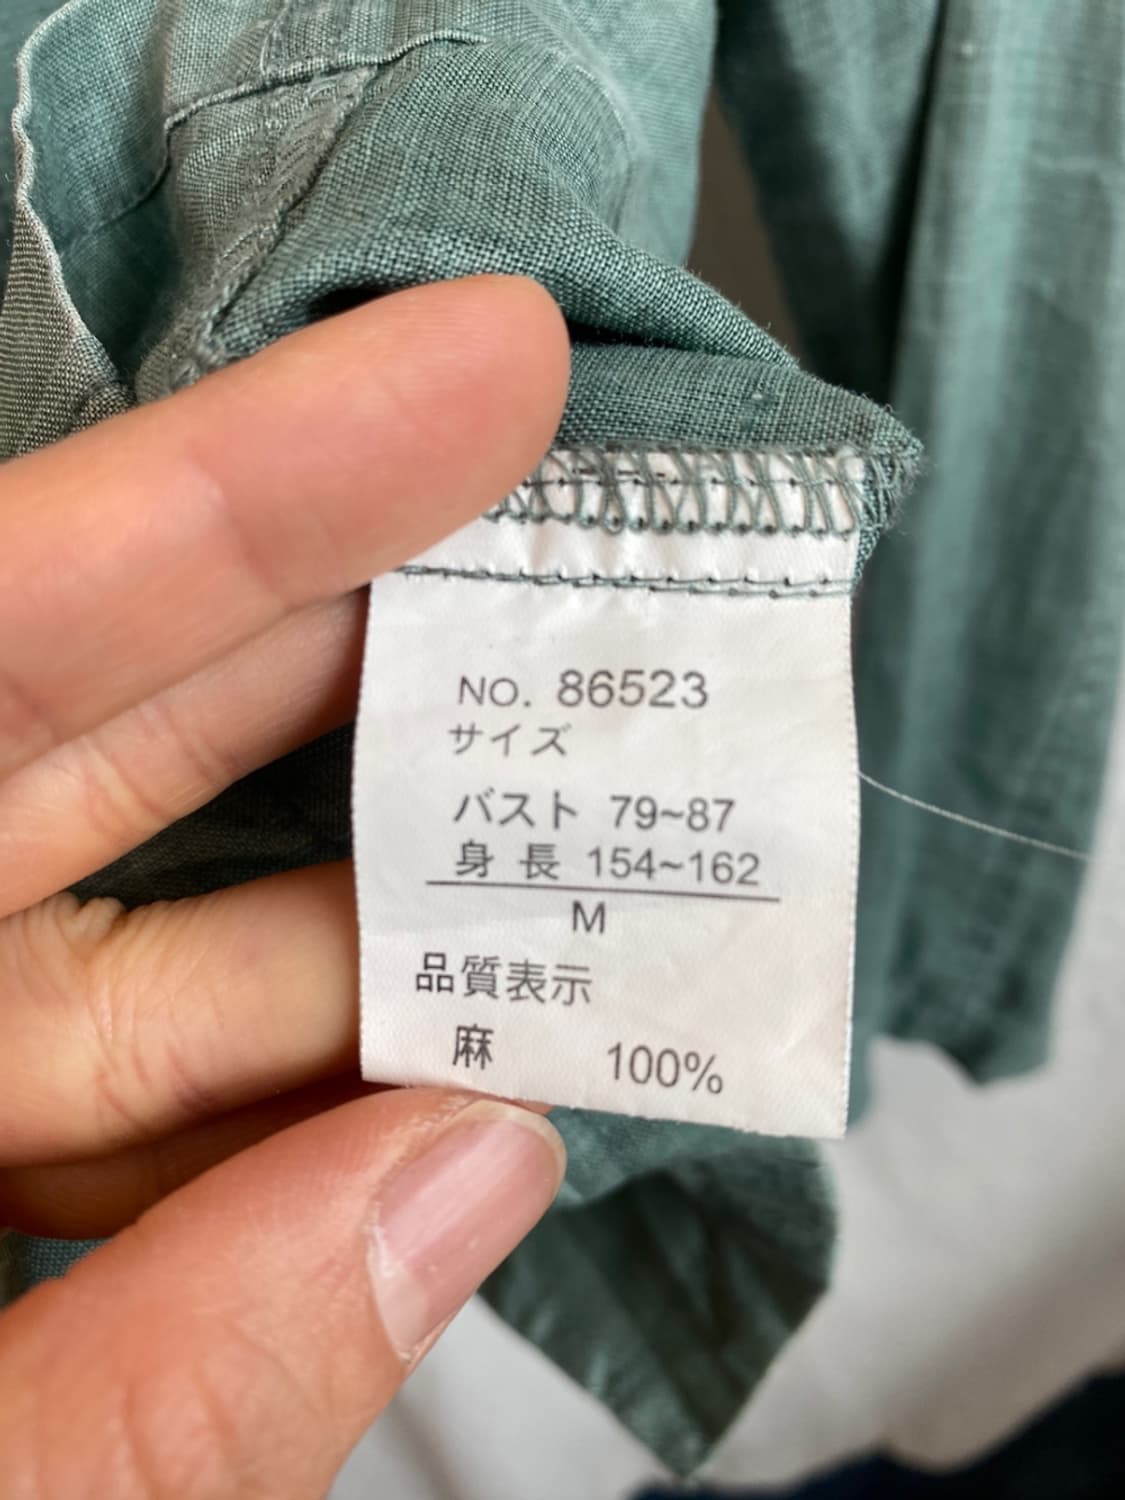 NO. 86523
サイズ
バスト 79~87
身長 154~162
M
品質表示
麻 100%